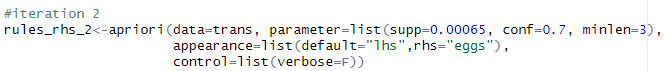 #iteration 2
rules_rhs_2<-apriori(data=trans, parameter=list(supp=0.00065, conf=0.7, minlen=3),
appearance=list(default="lhs",rhs="eggs"),
control=list(verbose=F))